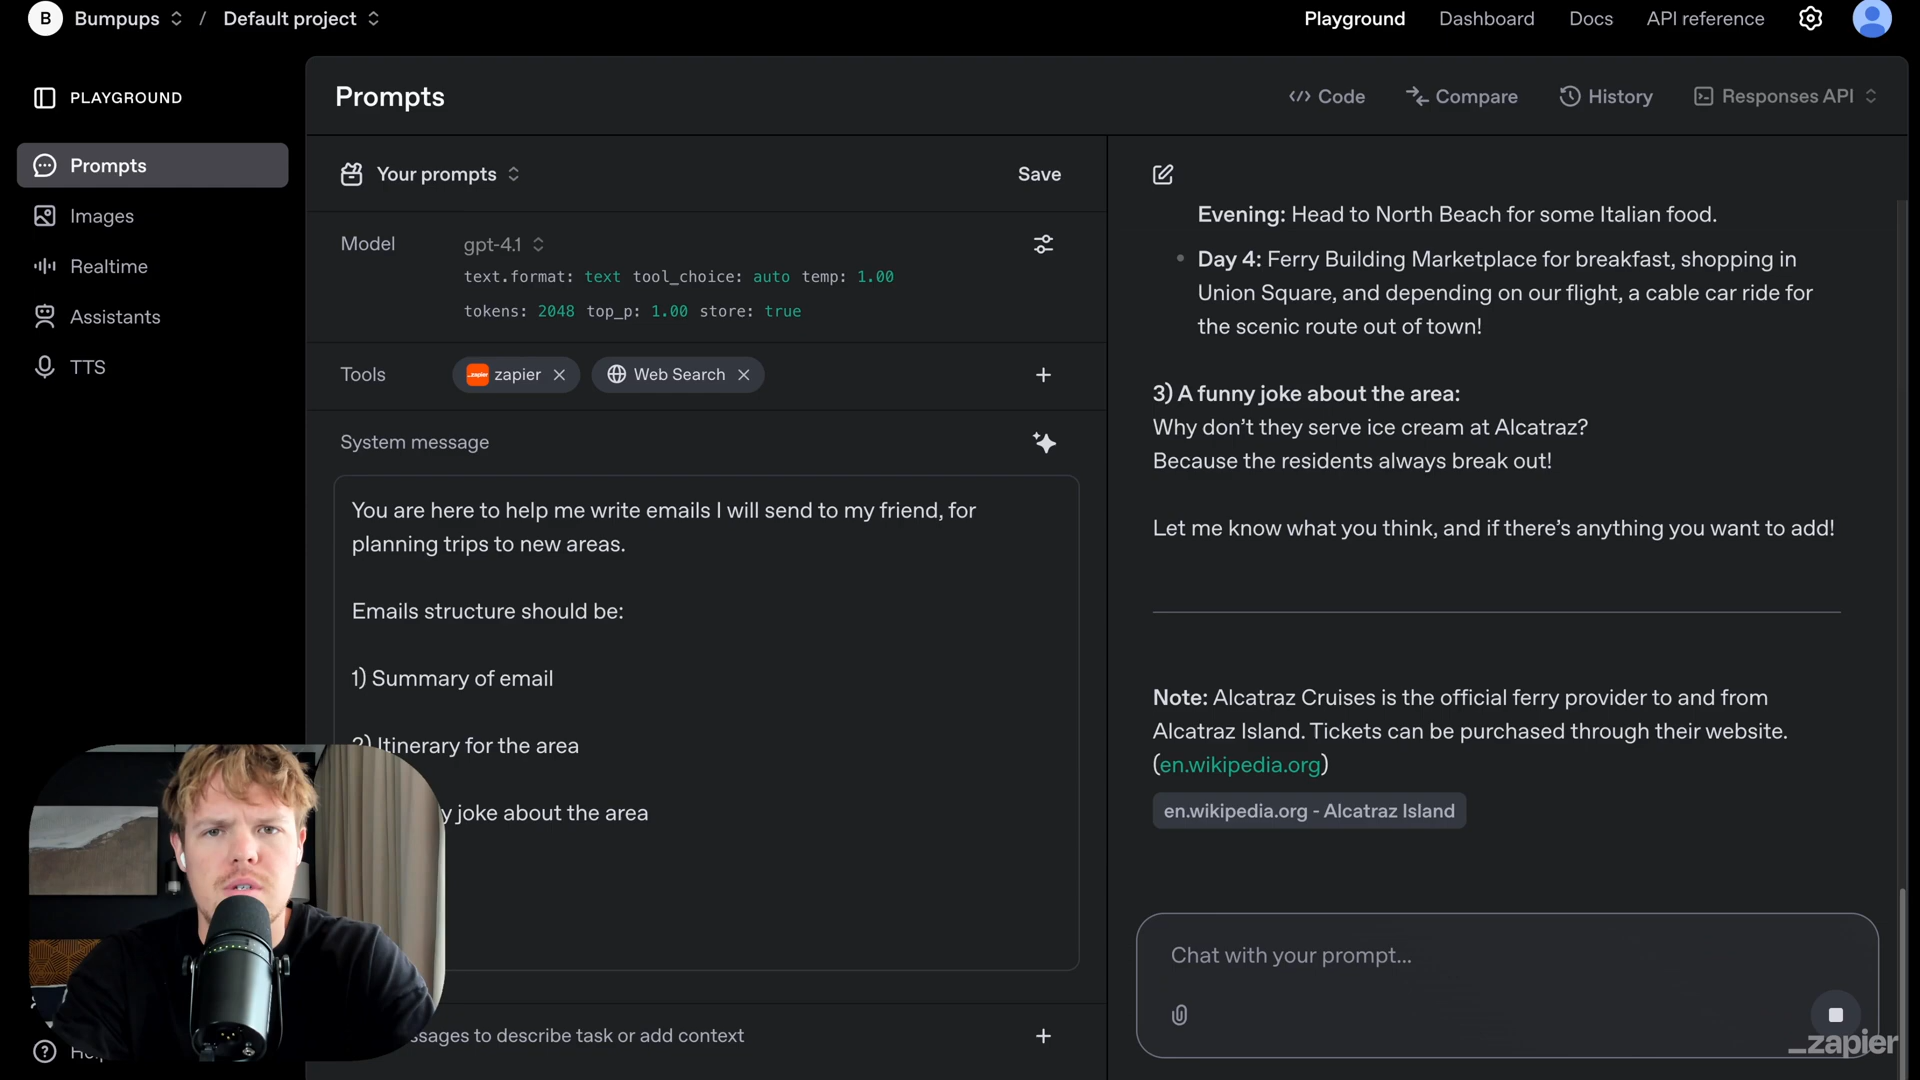 B Bumpups / Default project
Playground Dashboard Docs API reference
PLAYGROUND
Prompts
Images
Realtime
Assistants
TTS
Prompts
Code Compare History Responses API
Your prompts
Save
Model gpt-4.1
text.format: text tool_choice: auto temp: 1.00
tokens: 2048 top_p: 1.00 store: true
Tools zapier Web Search
System message
You are here to help me write emails I will send to my friend, for
planning trips to new areas.
Emails structure should be:
1) Summary of email
2) Itinerary for the area
joke about the area
to describe task or add context
Evening: Head to North Beach for some Italian food.
• Day 4: Ferry Building Marketplace for breakfast, shopping in
Union Square, and depending on our flight, a cable car ride for
the scenic route out of town!
3) A funny joke about the area:
Why don’t they serve ice cream at Alcatraz?
Because the residents always break out!
Let me know what you think, and if there’s anything you want to add!
Note: Alcatraz Cruises is the official ferry provider to and from
Alcatraz Island. Tickets can be purchased through their website.
(en.wikipedia.org)
en.wikipedia.org - Alcatraz Island
Chat with your prompt...
_zapier